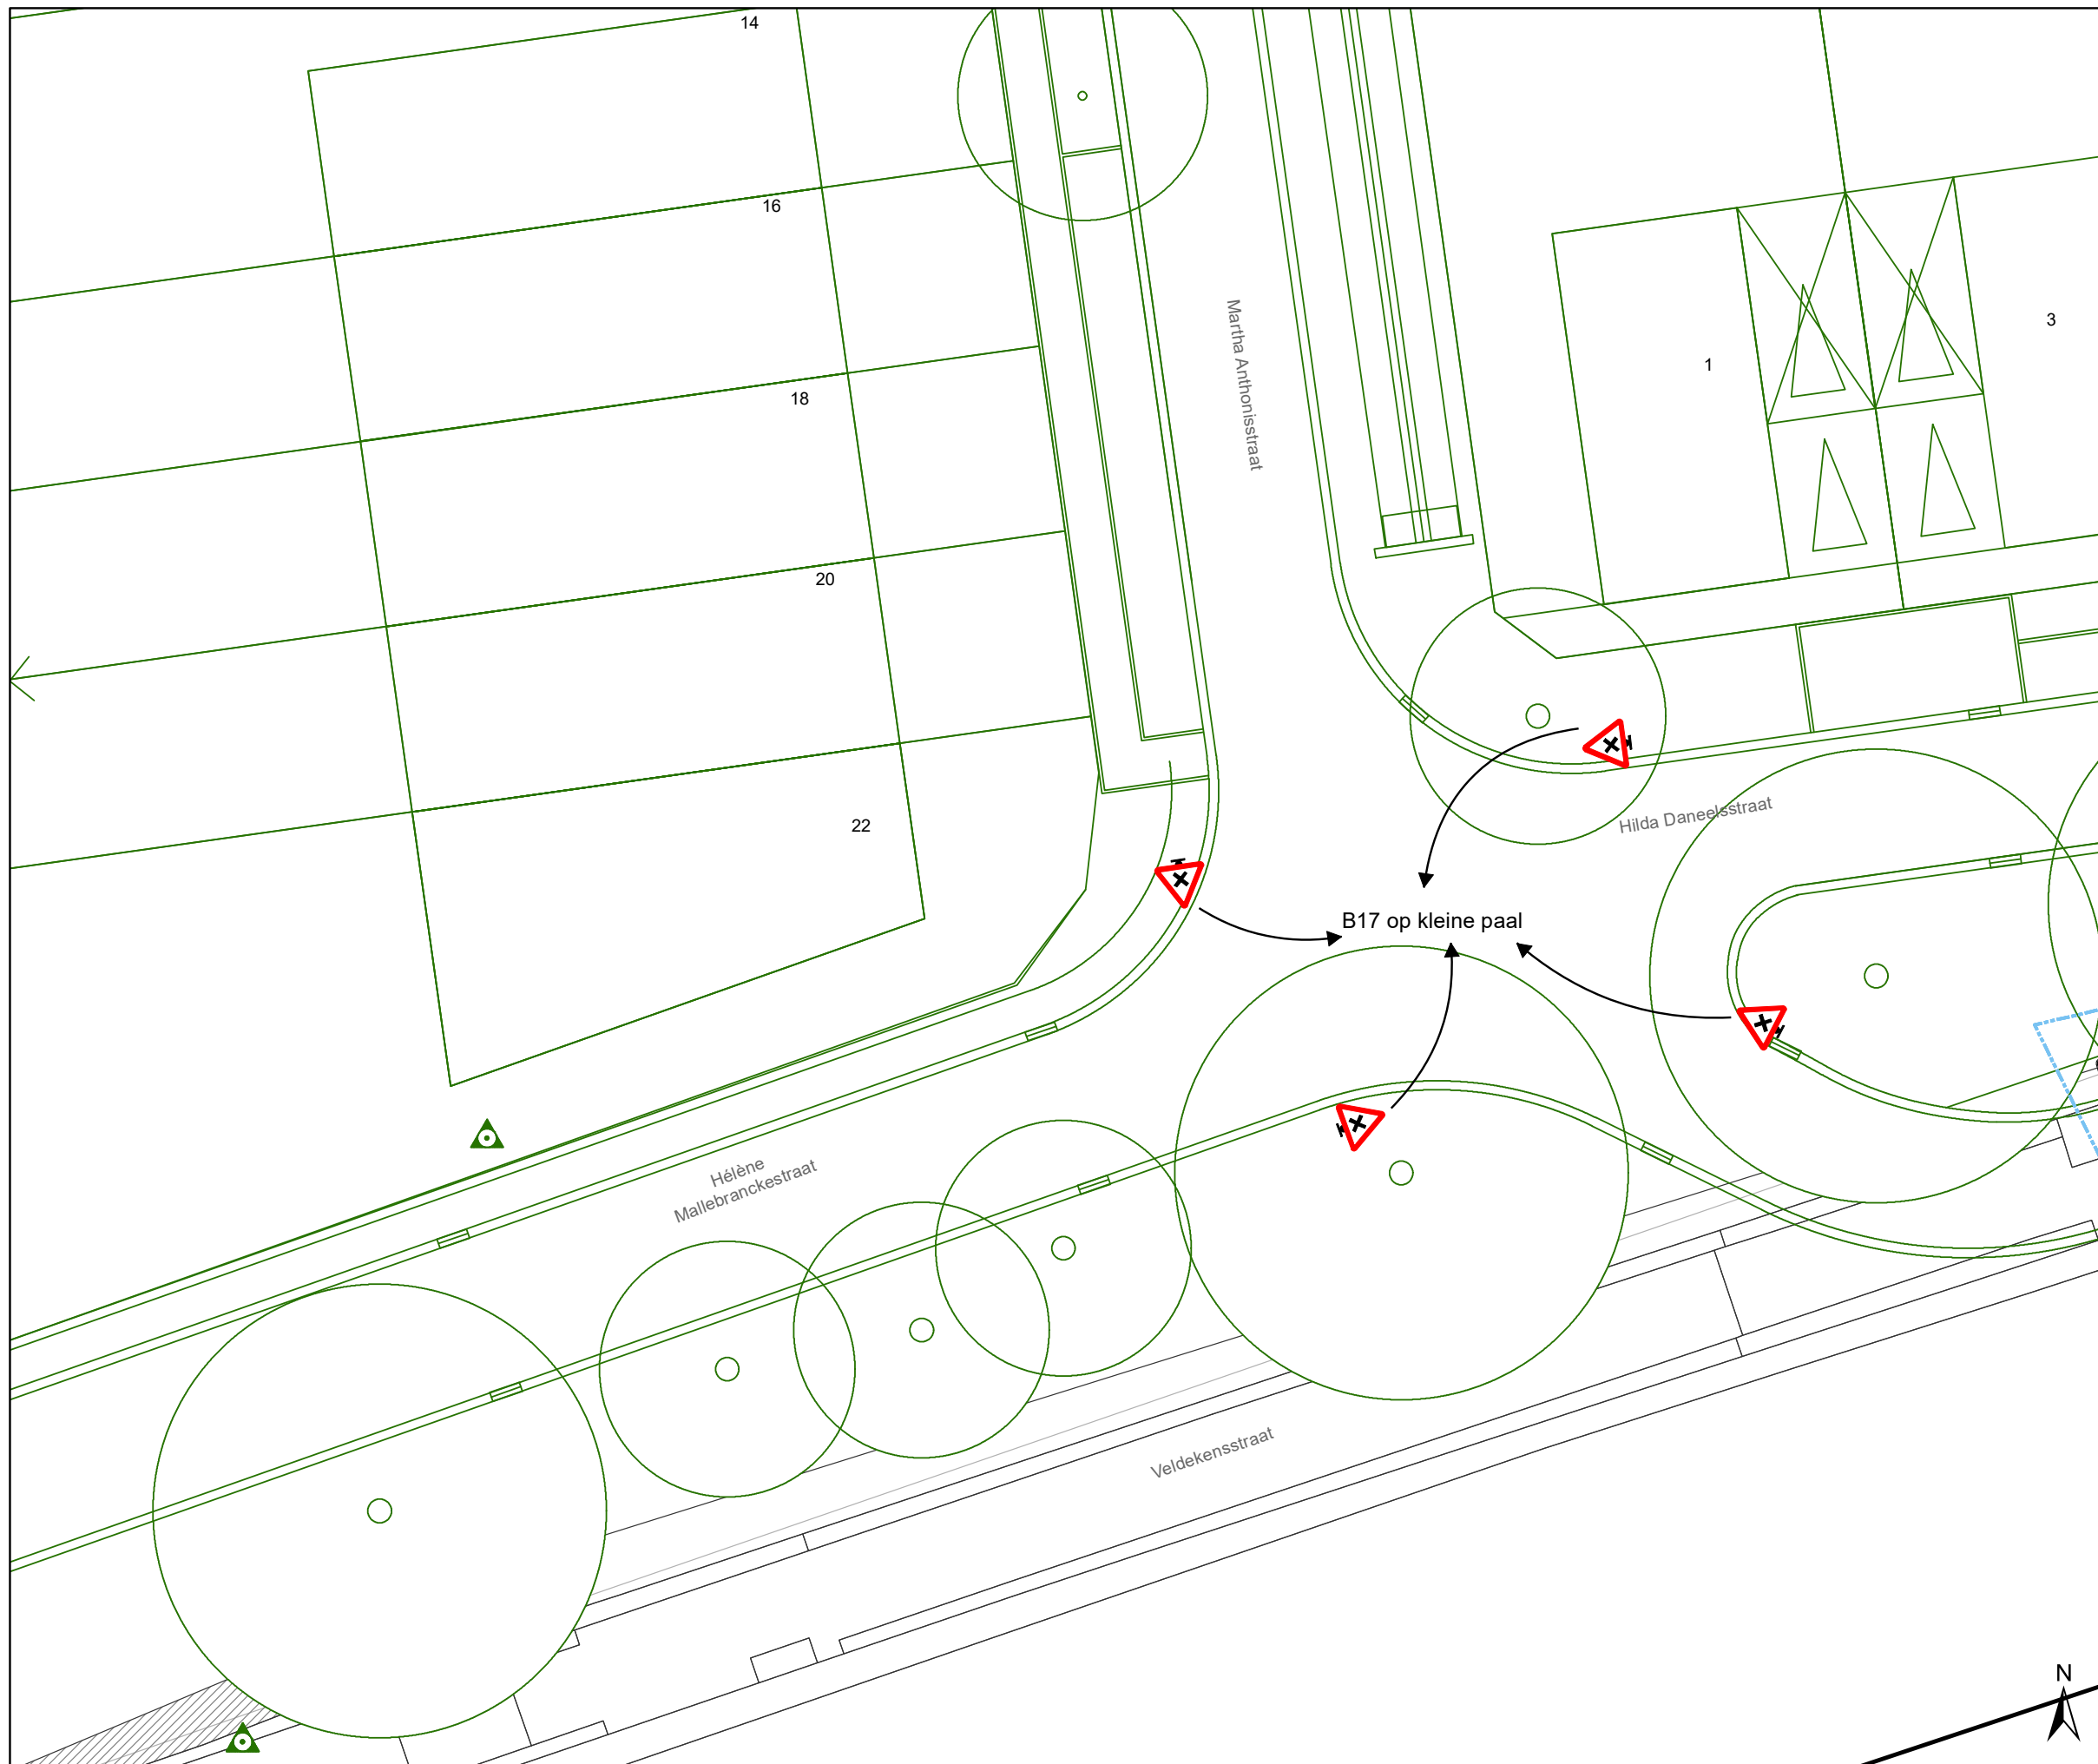 14
16
Martha Anthonisstraat
3
1
18
20
Hilda Daneelsstraat
22
B17 op kleine paal
Hélène
Mallebranckestraat
Veldekensstraat
N